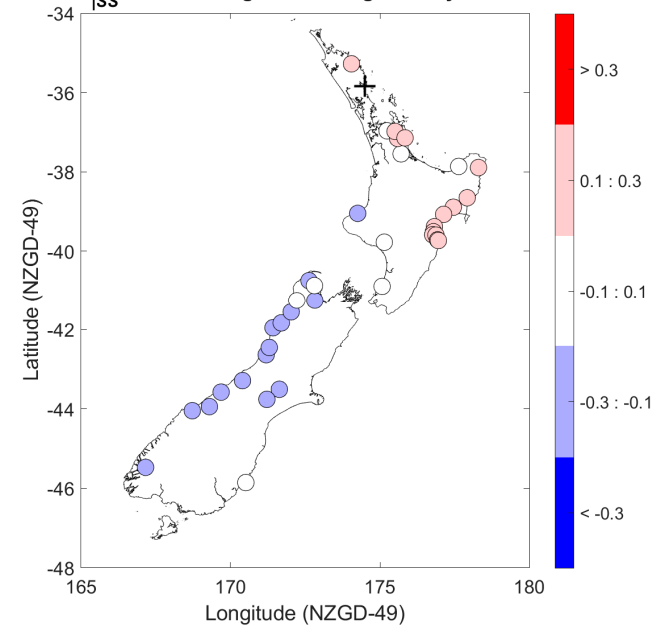 -34
-36
-38
-40
-42
-44
-46
-48
165
170
175
180
Latitude (NZGD-49)
Longitude (NZGD-49)
> 0.3
0.1 : 0.3
-0.1 : 0.1
-0.3 : -0.1
< -0.3